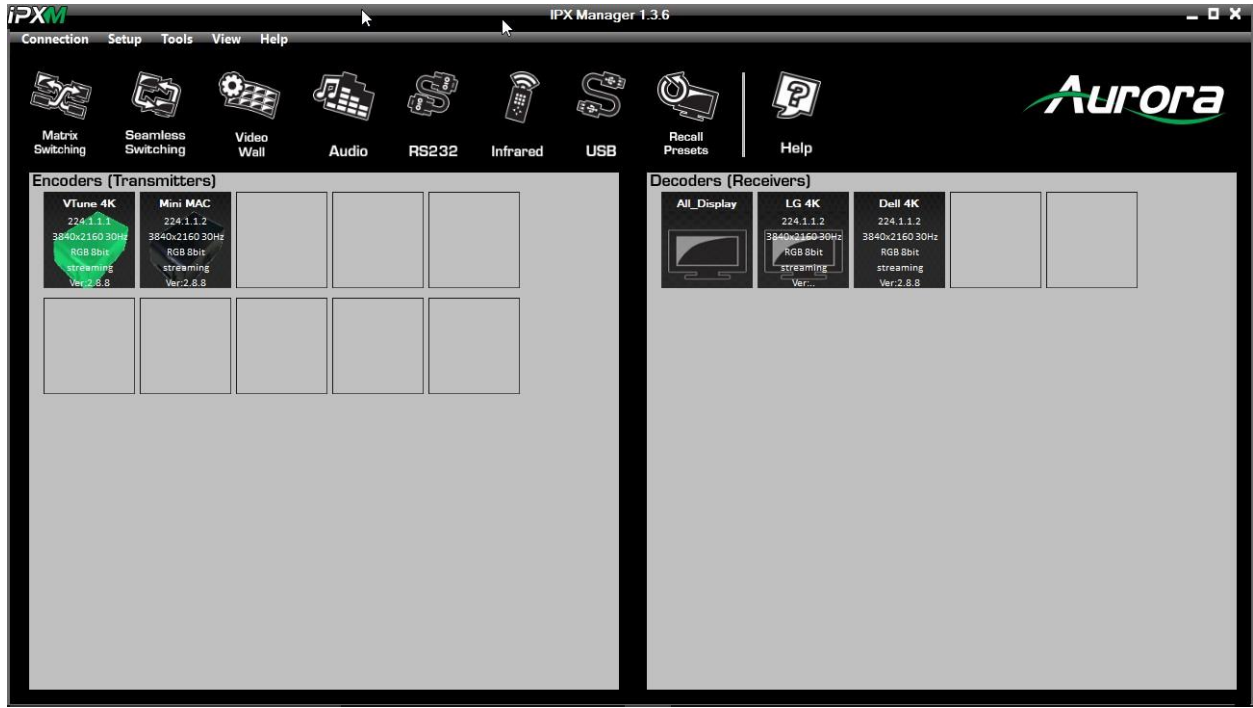 iPXM
IPX Manager 1.3.6
Connection Setup Tools View Help
Matrix Switching
Seamless Switching
Video Wall
Audio
RS232
Infrared
USB
Recall Presets
Help
Aurora
Encoders (Transmitters)
VTune 4K
224.1.1.1
3840x2160 30Hz
RGB 8bit
streaming
Ver:2.8.8
Mini MAC
224.1.1.2
3840x2160 30Hz
RGB 8bit
streaming
Ver:2.8.8
Decoders (Receivers)
All_Display
LG 4K
224.1.1.2
3840x2160 30Hz
RGB 8bit
streaming
Ver:...
Dell 4K
224.1.1.2
3840x2160 30Hz
RGB 8bit
streaming
Ver:2.8.8